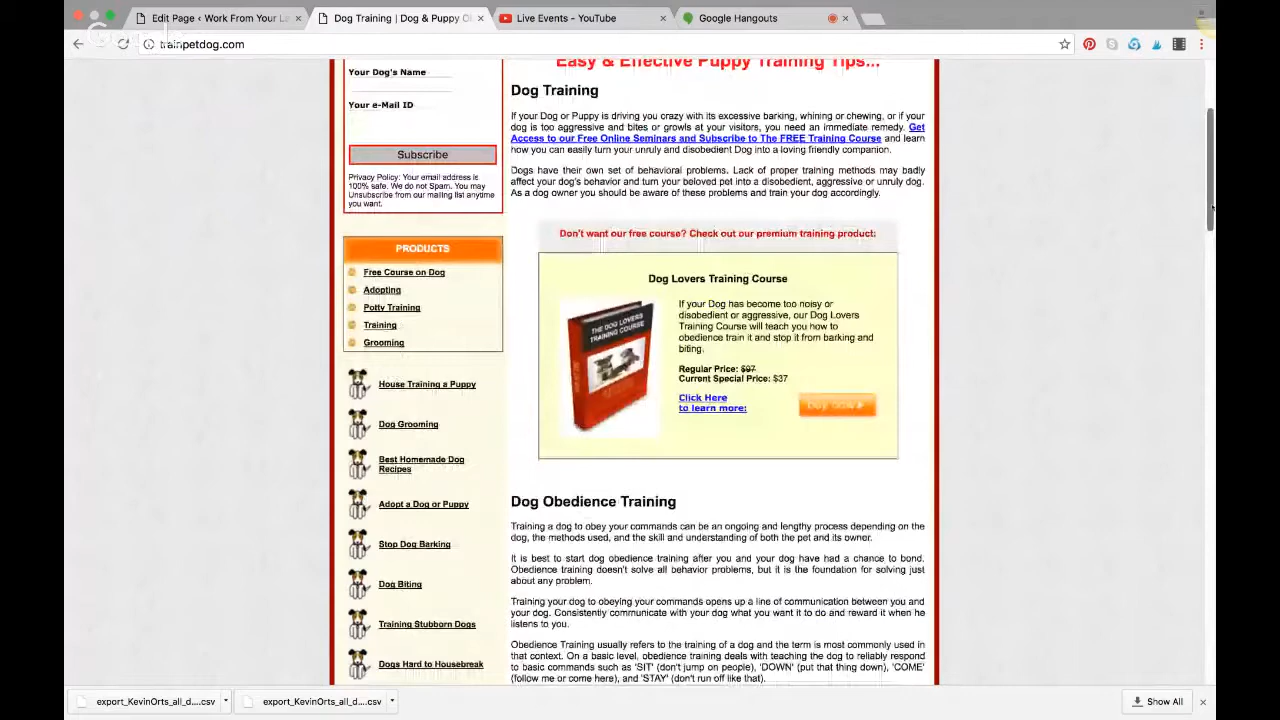 Edit Page ‹ Work From Your La
Dog Training | Dog & Puppy O
Live Events - YouTube
Google Hangouts
Google
trainpetdog.com
Easy & Effective Puppy Training Tips...
Your Dog's Name
Your e-Mail ID
Subscribe
Privacy Policy: Your email address is
100% safe. We do not Spam. You may
Unsubscribe from our mailing list anytime
you want.
PRODUCTS
Free Course on Dog
Adopting
Potty Training
Training
Grooming
House Training a Puppy
Dog Grooming
Best Homemade Dog
Recipes
Adopt a Dog or Puppy
Stop Dog Barking
Dog Biting
Training Stubborn Dogs
Dogs Hard to Housebreak
Dog Training
If your Dog or Puppy is driving you crazy with its excessive barking, whining or chewing, or if your
dog is too aggressive and bites or growls at your visitors, you need an immediate remedy. Get
Access to our Free Online Seminars and Subscribe to The FREE Training Course and learn
how you can easily turn your unruly and disobedient Dog into a loving friendly companion.
Dogs have their own set of behavioral problems. Lack of proper training methods may badly
affect your dog's behavior and turn your beloved pet into a disobedient, aggressive or unruly dog.
As a dog owner you should be aware of these problems and train your dog accordingly.
Don't want our free course? Check out our premium training product:
Dog Lovers Training Course
THE DOG LOVERS
TRAINING COURSE
If your Dog has become too noisy or
disobedient or aggressive, our Dog Lovers
Training Course will teach you how to
obedience train it and stop it from barking and
biting.
Regular Price: $97
Current Special Price: $37
Click Here
to learn more:
BUY NOW
Dog Obedience Training
Training a dog to obey your commands can be an ongoing and lengthy process depending on the
dog, the methods used, and the skill and understanding of both the pet and its owner.
It is best to start dog obedience training after you and your dog have had a chance to bond.
Obedience training doesn't solve all behavior problems, but it is the foundation for solving just
about any problem.
Training your dog to obeying your commands opens up a line of communication between you and
your dog. Consistently communicate with your dog what you want it to do and reward it when he
listens to you.
Obedience Training usually refers to the training of a dog and the term is most commonly used in
that context. On a basic level, obedience training deals with teaching the dog to reliably respond
to basic commands such as 'SIT' (don't jump on people), 'DOWN' (put that thing down), 'COME'
(follow me or come here), and 'STAY' (don't run off like that).
export_KevinOrts_all_d....csv
export_KevinOrts_all_d....csv
Show All